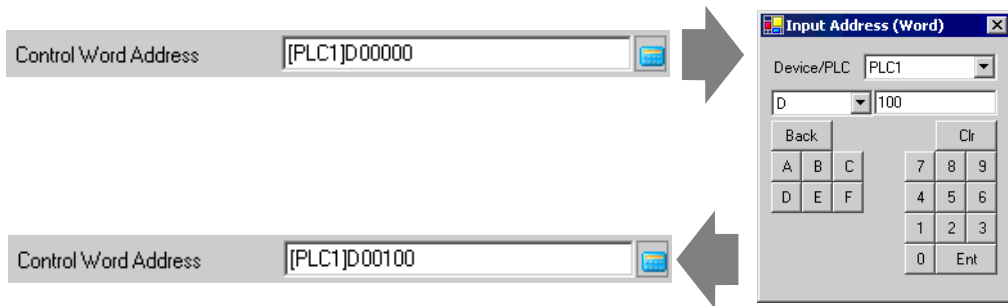 Control Word Address [PLC1]D00000
Input Address (Word)
Device/PLC PLC1
D 100
Back Clr
A B C 7 8 9
D E F 4 5 6
1 2 3
0 Ent
Control Word Address [PLC1]D00100